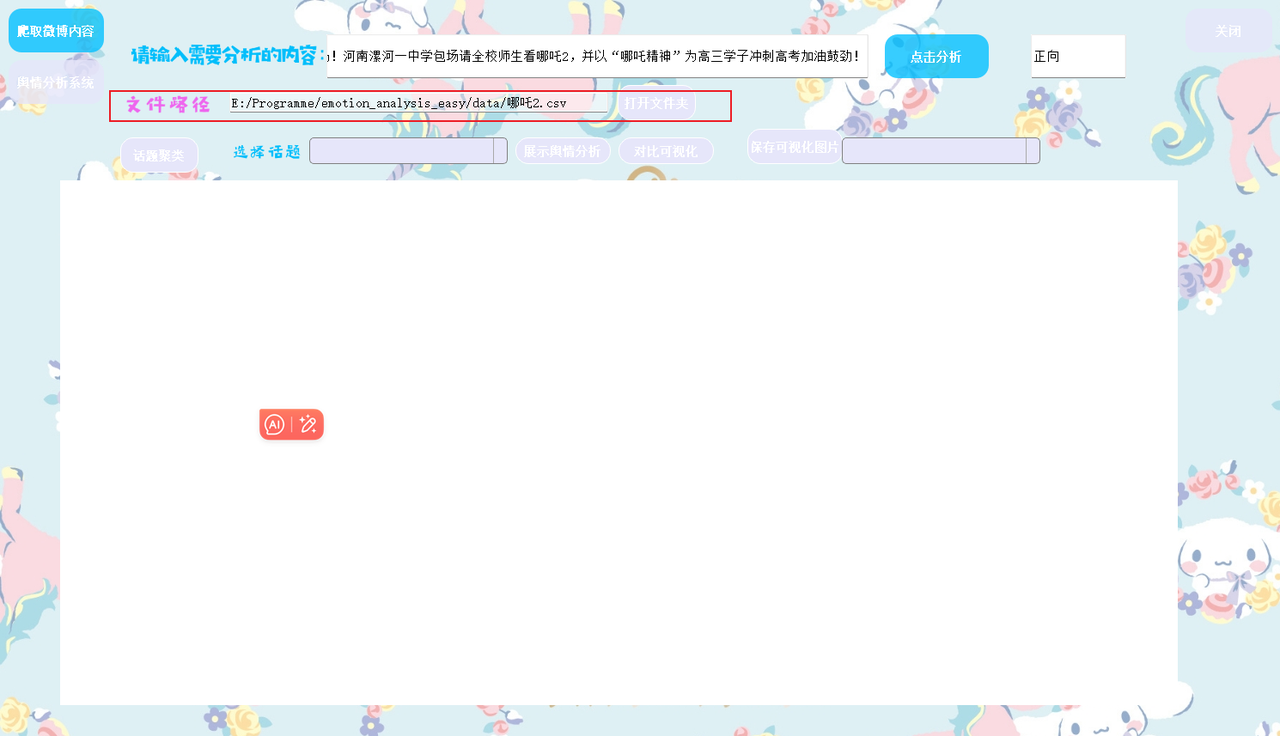 爬取微博内容
关闭
请输入需要分析的内容：
！河南漯河一中学包场请全校师生看哪吒2，并以“哪吒精神”为高三学子冲刺高考加油鼓劲！
点击分析
正向
舆情分析系统
文件路径
E:/Programme/emotion_analysis_easy/data/哪吒2.csv
打开文件夹
话题聚类
选择话题
展示舆情分析
对比可视化
保存可视化图片
AI